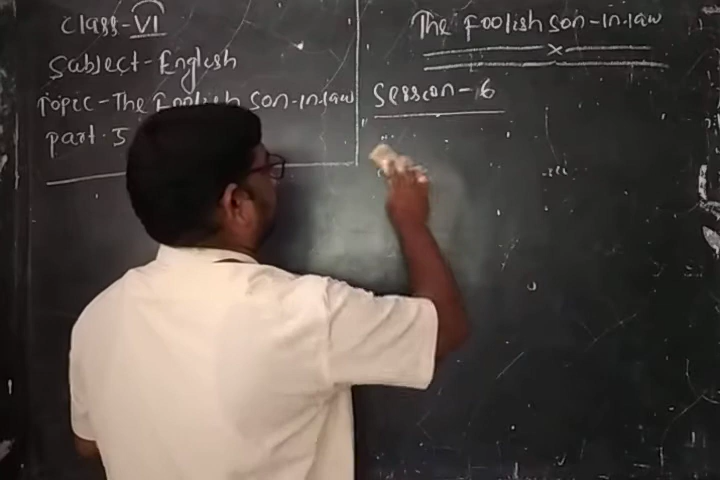 Class-VI
Subject-English
Topic-The Foolish Son-in-law
part-5
The Foolish Son-in-law
Session-6